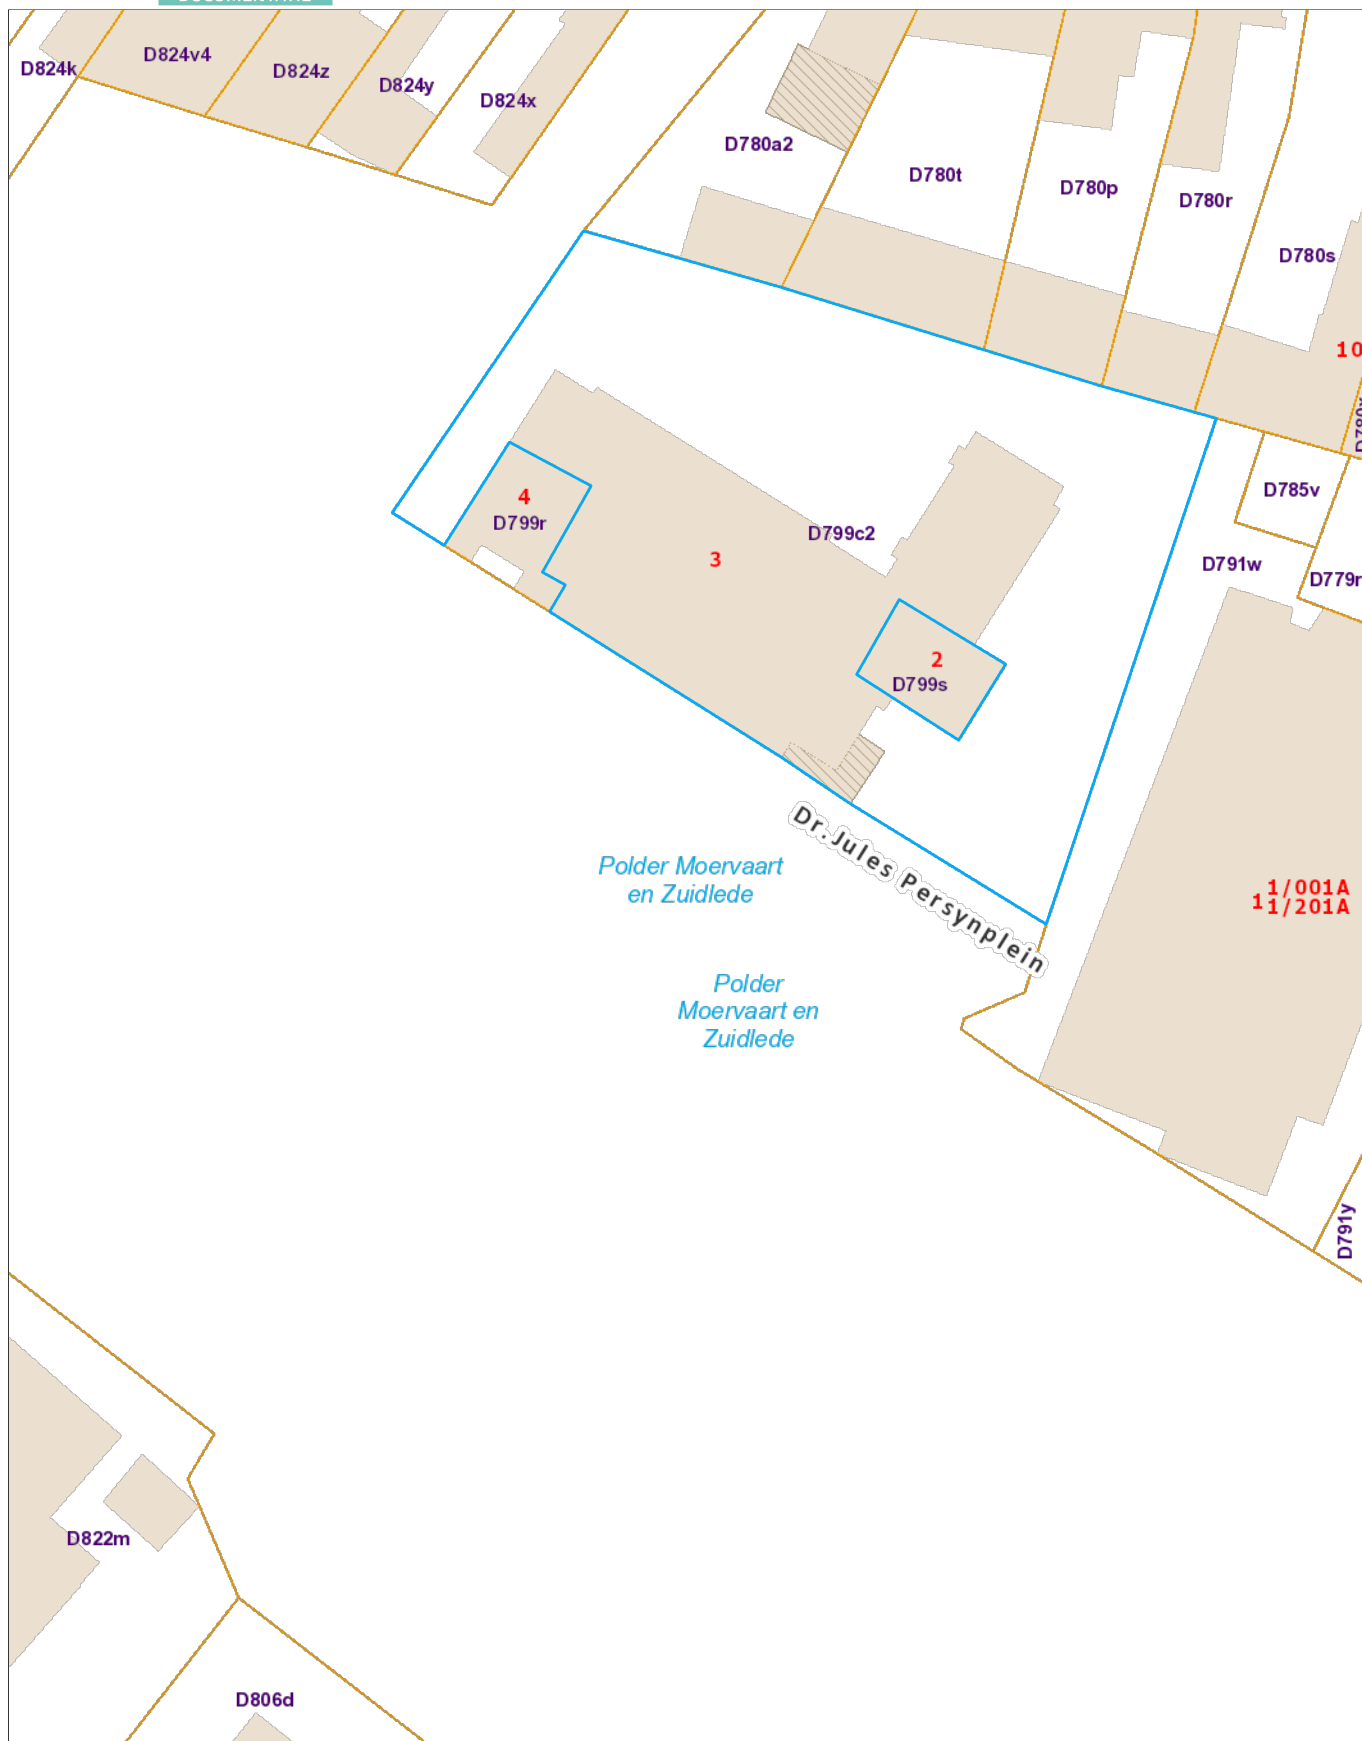 D824k
D824v4
D824z
D824y
D824x
D780a2
D780t
D780p
D780r
D780s
10
D785v
D791w
D779r
4
D799r
3
D799c2
2
D799s
Dr. Jules Persynplein
Polder Moervaart
en Zuidlede
Polder
Moervaart en
Zuidlede
1/001A
1
1/201A
D791y
D822m
D806d